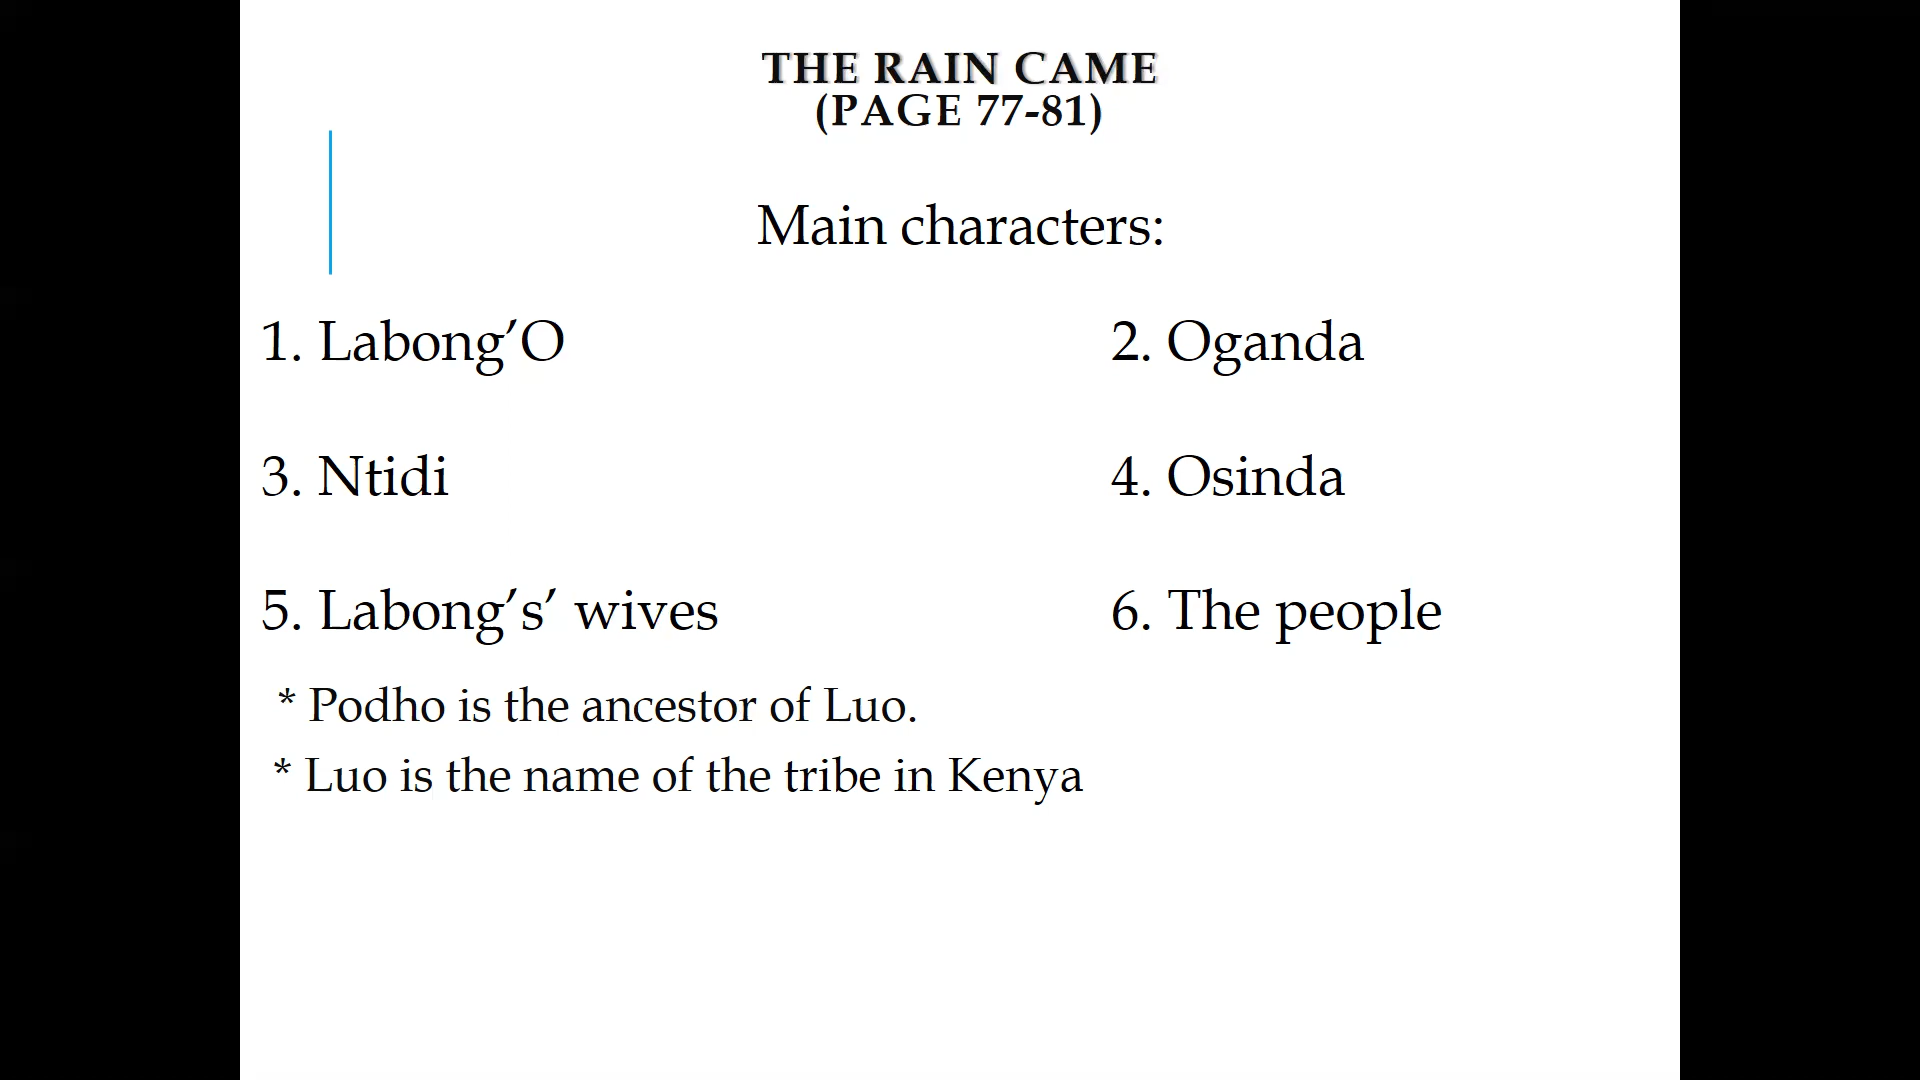 THE RAIN CAME
(PAGE 77-81)
Main characters:
1. Labong’O
2. Oganda
3. Ntidi
4. Osinda
5. Labong’s’ wives
6. The people
* Podho is the ancestor of Luo.
* Luo is the name of the tribe in Kenya